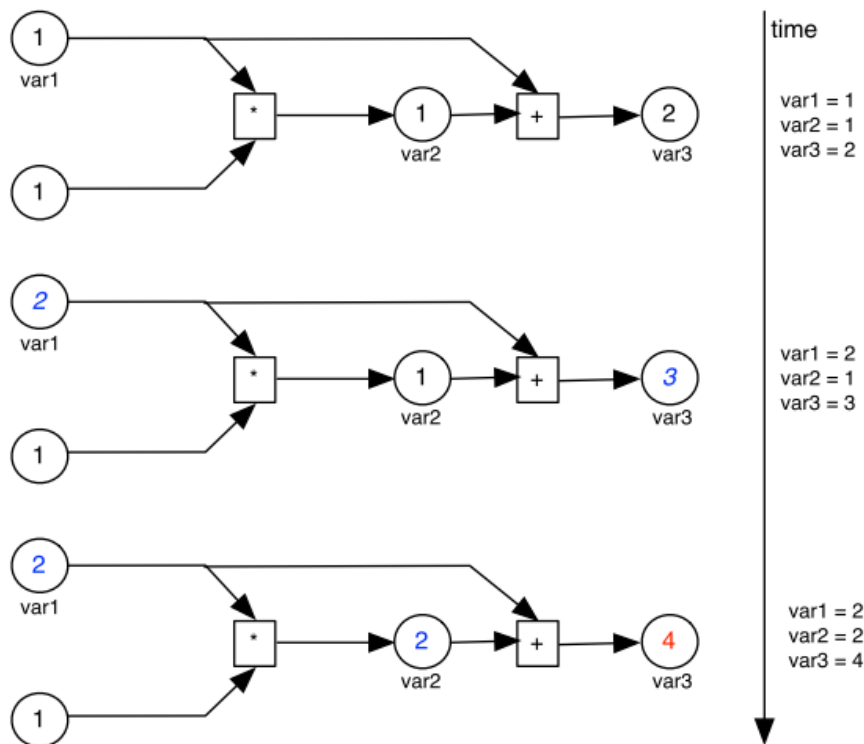 1
time
var1
*
1
+
2
var2
var3
1
var1 = 1
var2 = 1
var3 = 2
2
var1
*
1
+
3
var2
var3
1
var1 = 2
var2 = 1
var3 = 3
2
var1
*
2
+
4
var2
var3
1
var1 = 2
var2 = 2
var3 = 4